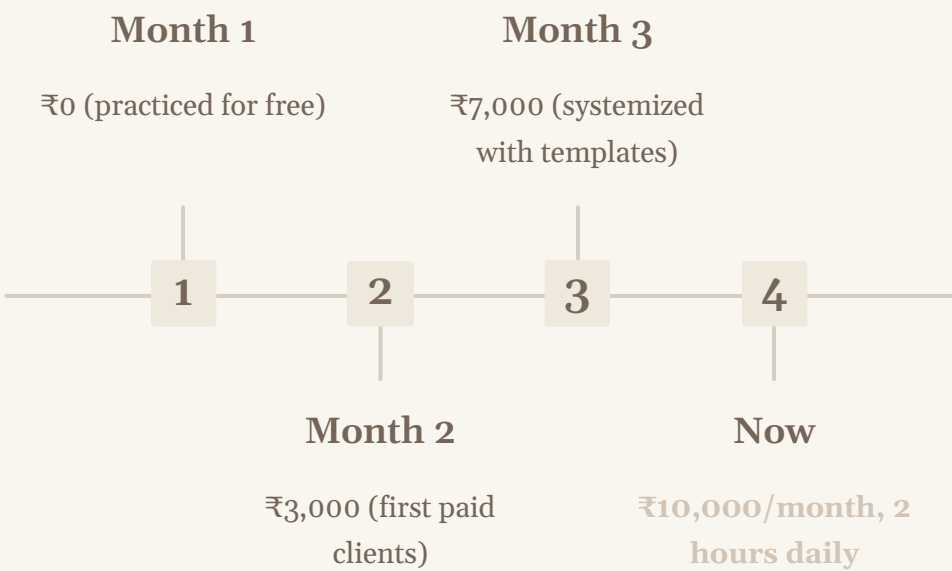 Month 1
₹0 (practiced for free)
Month 3
₹7,000 (systemized
with templates)
1
2
3
4
Month 2
₹3,000 (first paid
clients)
Now
₹10,000/month, 2
hours daily